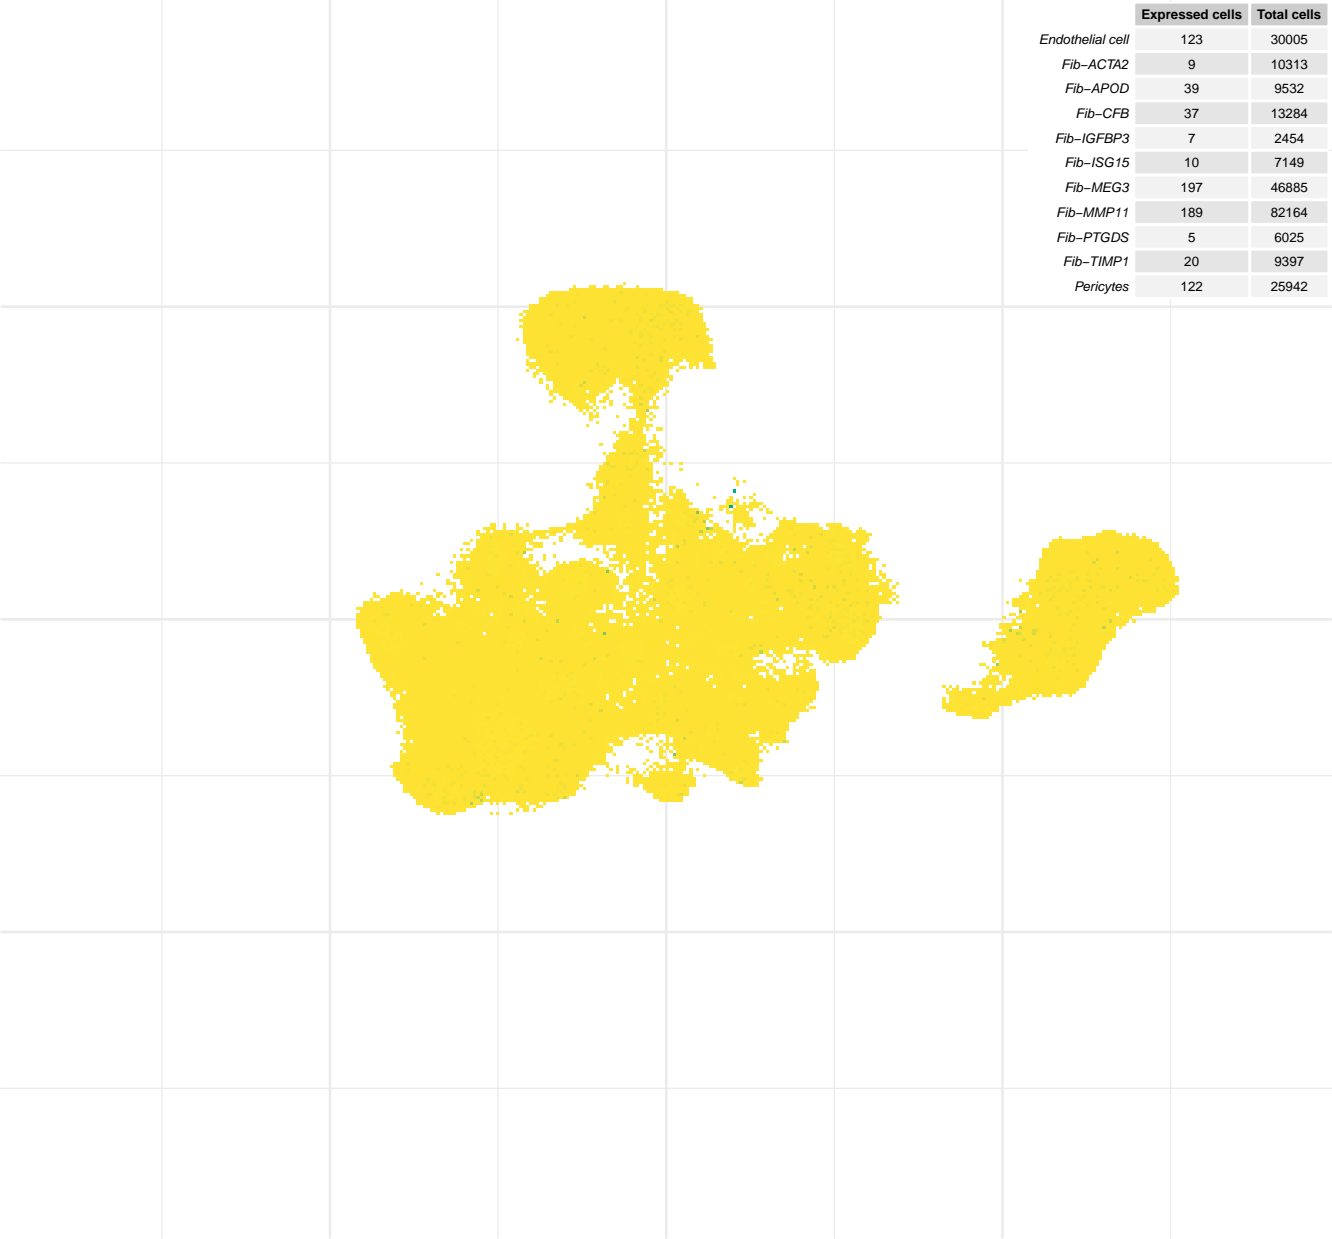 Expressed cells Total cells
Endothelial cell 123 30005
Fib−ACTA2 9 10313
Fib−APOD 39 9532
Fib−CFB 37 13284
Fib−IGFBP3 7 2454
Fib−ISG15 10 7149
Fib−MEG3 197 46885
Fib−MMP11 189 82164
Fib−PTGDS 5 6025
Fib−TIMP1 20 9397
Pericytes 122 25942